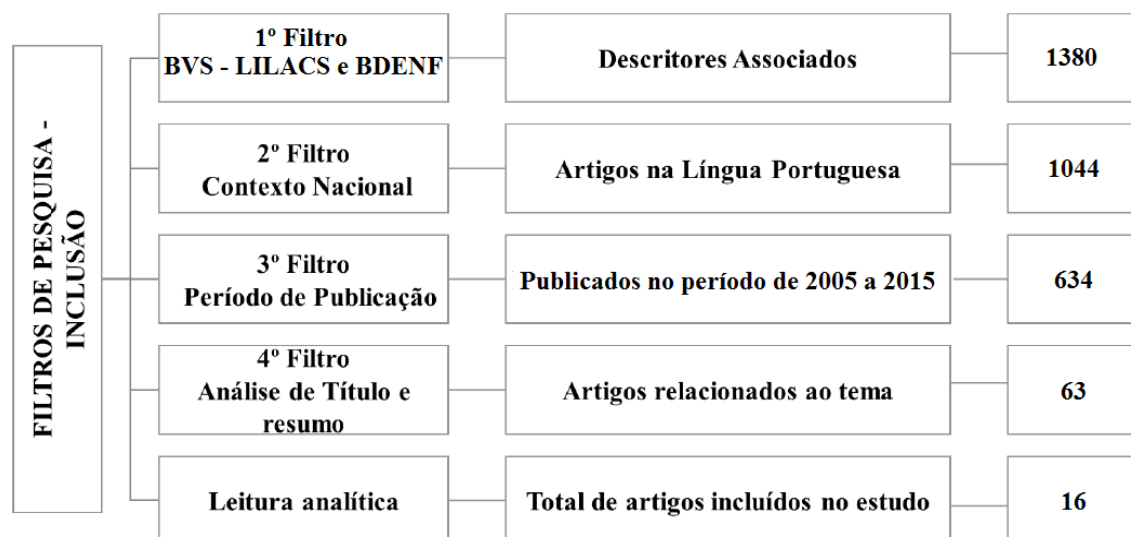 FILTROS DE PESQUISA -
INCLUSÃO
1º Filtro
BVS - LILACS e BDENF
Descritores Associados
1380
2º Filtro
Contexto Nacional
Artigos na Língua Portuguesa
1044
3º Filtro
Período de Publicação
Publicados no período de 2005 a 2015
634
4º Filtro
Análise de Título e
resumo
Artigos relacionados ao tema
63
Leitura analítica
Total de artigos incluídos no estudo
16